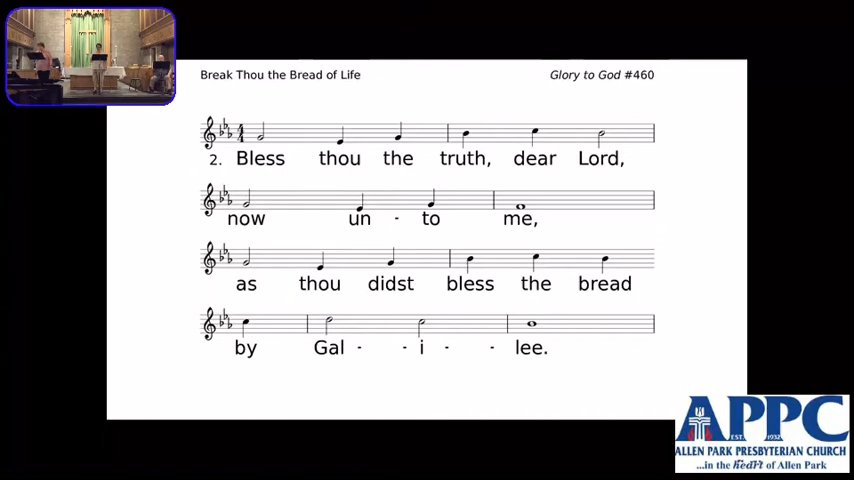 Break Thou the Bread of Life
Glory to God #460
2. Bless thou the truth, dear Lord,
now un - to me,
as thou didst bless the bread
by Gal - - i - - lee.
APPC
EST. 1932
ALLEN PARK PRESBYTERIAN CHURCH
...in the heart of Allen Park